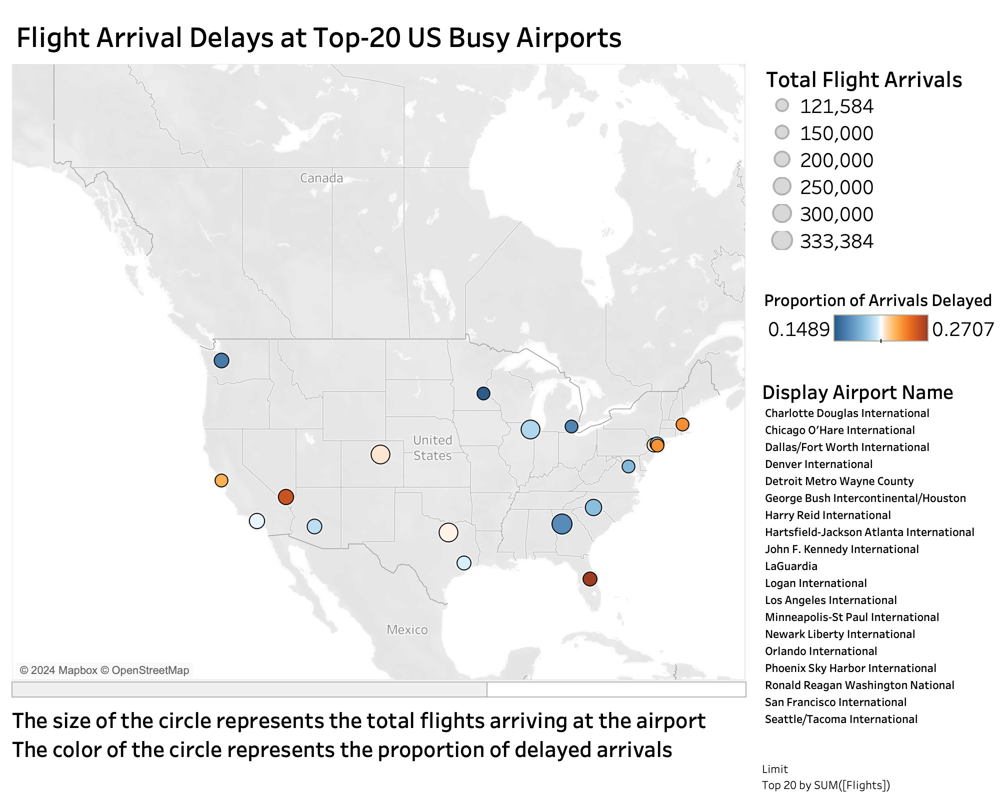 Flight Arrival Delays at Top-20 US Busy Airports
Canada
United
States
Mexico
© 2024 Mapbox © OpenStreetMap
The size of the circle represents the total flights arriving at the airport
The color of the circle represents the proportion of delayed arrivals
Total Flight Arrivals
121,584
150,000
200,000
250,000
300,000
333,384
Proportion of Arrivals Delayed
0.1489 0.2707
Display Airport Name
Charlotte Douglas International
Chicago O’Hare International
Dallas/Fort Worth International
Denver International
Detroit Metro Wayne County
George Bush Intercontinental/Houston
Harry Reid International
Hartsfield-Jackson Atlanta International
John F. Kennedy International
LaGuardia
Logan International
Los Angeles International
Minneapolis-St Paul International
Newark Liberty International
Orlando International
Phoenix Sky Harbor International
Ronald Reagan Washington National
San Francisco International
Seattle/Tacoma International
Limit
Top 20 by SUM([Flights])